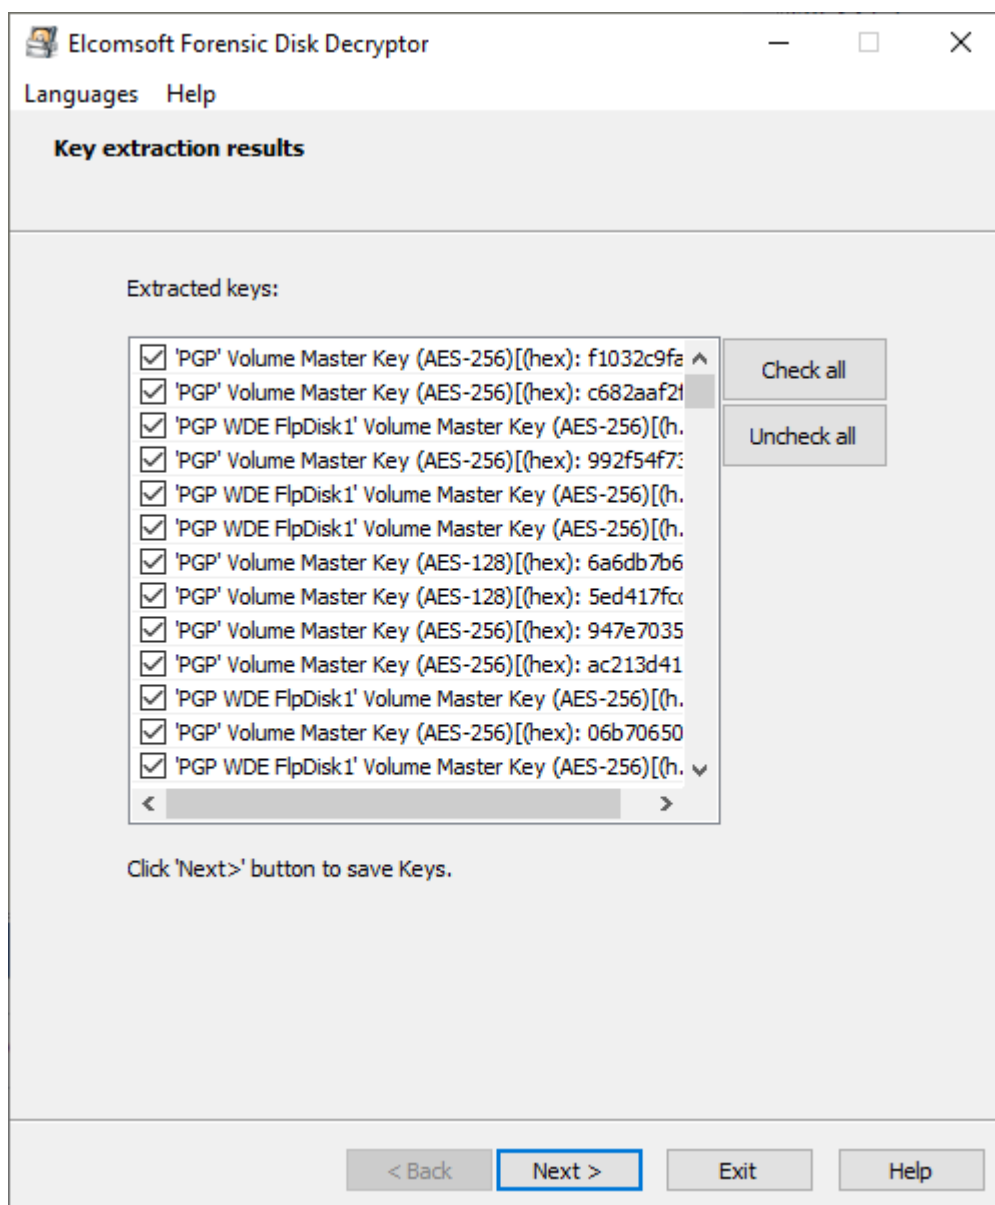 Elcomsoft Forensic Disk Decryptor
Languages Help
Key extraction results
Extracted keys:
'PGP' Volume Master Key (AES-256)[(hex): f1032c9fa
'PGP' Volume Master Key (AES-256)[(hex): c682aaf2f
'PGP WDE FlpDisk1' Volume Master Key (AES-256)[(h.
'PGP' Volume Master Key (AES-256)[(hex): 992f54f73
'PGP WDE FlpDisk1' Volume Master Key (AES-256)[(h.
'PGP WDE FlpDisk1' Volume Master Key (AES-256)[(h.
'PGP' Volume Master Key (AES-128)[(hex): 6a6db7b6
'PGP' Volume Master Key (AES-128)[(hex): 5ed417fcc
'PGP' Volume Master Key (AES-256)[(hex): 947e7035
'PGP' Volume Master Key (AES-256)[(hex): ac213d41
'PGP WDE FlpDisk1' Volume Master Key (AES-256)[(h.
'PGP' Volume Master Key (AES-256)[(hex): 06b70650
'PGP WDE FlpDisk1' Volume Master Key (AES-256)[(h.
Check all
Uncheck all
Click 'Next>' button to save Keys.
< Back Next > Exit Help